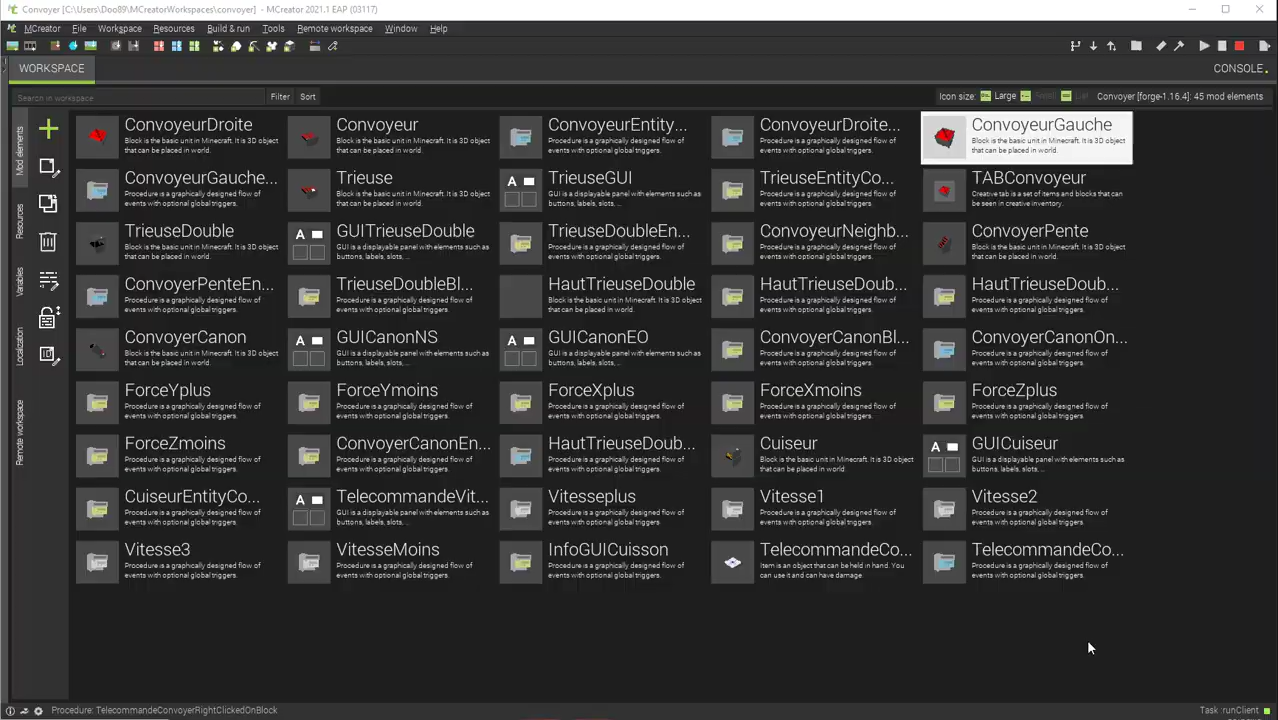 Convoyer [C:\Users\Doo89\MCreatorWorkspaces\convoyer] - MCreator 2021.1 EAP (03117)
MCreator File Workspace Resources Build & run Tools Remote workspace Window Help
WORKSPACE
CONSOLE
Search in workspace
Filter Sort
Icon size: Large Small List Convoyer [forge-1.16.4]: 45 mod elements
Mod elements
Resources
Variables
Localization
Remote workspace
ConvoyeurDroite
Block is the basic unit in Minecraft. It is 3D object
that can be placed in world.
Convoyeur
Block is the basic unit in Minecraft. It is 3D object
that can be placed in world.
ConvoyeurEntity...
Procedure is a graphically designed flow of
events with optional global triggers.
ConvoyeurDroite...
Procedure is a graphically designed flow of
events with optional global triggers.
ConvoyeurGauche
Block is the basic unit in Minecraft. It is 3D object
that can be placed in world.
ConvoyeurGauche...
Procedure is a graphically designed flow of
events with optional global triggers.
Trieuse
Block is the basic unit in Minecraft. It is 3D object
that can be placed in world.
TrieuseGUI
GUI is a displayable panel with elements such as
buttons, labels, slots, ...
TrieuseEntityCo...
Procedure is a graphically designed flow of
events with optional global triggers.
TABConvoyeur
Creative tab is a set of items and blocks that can
be seen in creative inventory.
TrieuseDouble
Block is the basic unit in Minecraft. It is 3D object
that can be placed in world.
GUITrieuseDouble
GUI is a displayable panel with elements such as
buttons, labels, slots, ...
TrieuseDoubleEn...
Procedure is a graphically designed flow of
events with optional global triggers.
ConvoyeurNeighb...
Procedure is a graphically designed flow of
events with optional global triggers.
ConvoyerPente
Block is the basic unit in Minecraft. It is 3D object
that can be placed in world.
ConvoyerPenteEn...
Procedure is a graphically designed flow of
events with optional global triggers.
TrieuseDoubleBl...
Procedure is a graphically designed flow of
events with optional global triggers.
HautTrieuseDouble
Block is the basic unit in Minecraft. It is 3D object
that can be placed in world.
HautTrieuseDoub...
Procedure is a graphically designed flow of
events with optional global triggers.
HautTrieuseDoub...
Procedure is a graphically designed flow of
events with optional global triggers.
ConvoyerCanon
Block is the basic unit in Minecraft. It is 3D object
that can be placed in world.
GUICanonNS
GUI is a displayable panel with elements such as
buttons, labels, slots, ...
GUICanonEO
GUI is a displayable panel with elements such as
buttons, labels, slots, ...
ConvoyerCanonBl...
Procedure is a graphically designed flow of
events with optional global triggers.
ConvoyerCanonOn...
Procedure is a graphically designed flow of
events with optional global triggers.
ForceYplus
Procedure is a graphically designed flow of
events with optional global triggers.
ForceYmoins
Procedure is a graphically designed flow of
events with optional global triggers.
ForceXplus
Procedure is a graphically designed flow of
events with optional global triggers.
ForceXmoins
Procedure is a graphically designed flow of
events with optional global triggers.
ForceZplus
Procedure is a graphically designed flow of
events with optional global triggers.
ForceZmoins
Procedure is a graphically designed flow of
events with optional global triggers.
ConvoyerCanonEn...
Procedure is a graphically designed flow of
events with optional global triggers.
HautTrieuseDoub...
Procedure is a graphically designed flow of
events with optional global triggers.
Cuiseur
Block is the basic unit in Minecraft. It is 3D object
that can be placed in world.
GUICuiseur
GUI is a displayable panel with elements such as
buttons, labels, slots, ...
CuiseurEntityCo...
Procedure is a graphically designed flow of
events with optional global triggers.
TelecommandeVit...
GUI is a displayable panel with elements such as
buttons, labels, slots, ...
Vitesseplus
Procedure is a graphically designed flow of
events with optional global triggers.
Vitesse1
Procedure is a graphically designed flow of
events with optional global triggers.
Vitesse2
Procedure is a graphically designed flow of
events with optional global triggers.
Vitesse3
Procedure is a graphically designed flow of
events with optional global triggers.
VitesseMoins
Procedure is a graphically designed flow of
events with optional global triggers.
InfoGUICuisson
Procedure is a graphically designed flow of
events with optional global triggers.
TelecommandeCo...
Item is an object that can be held in hand. You
can use it and can have damage.
TelecommandeCo...
Procedure is a graphically designed flow of
events with optional global triggers.
Procedure: TelecommandeConvoyerRightClickedOnBlock
Task :runClient